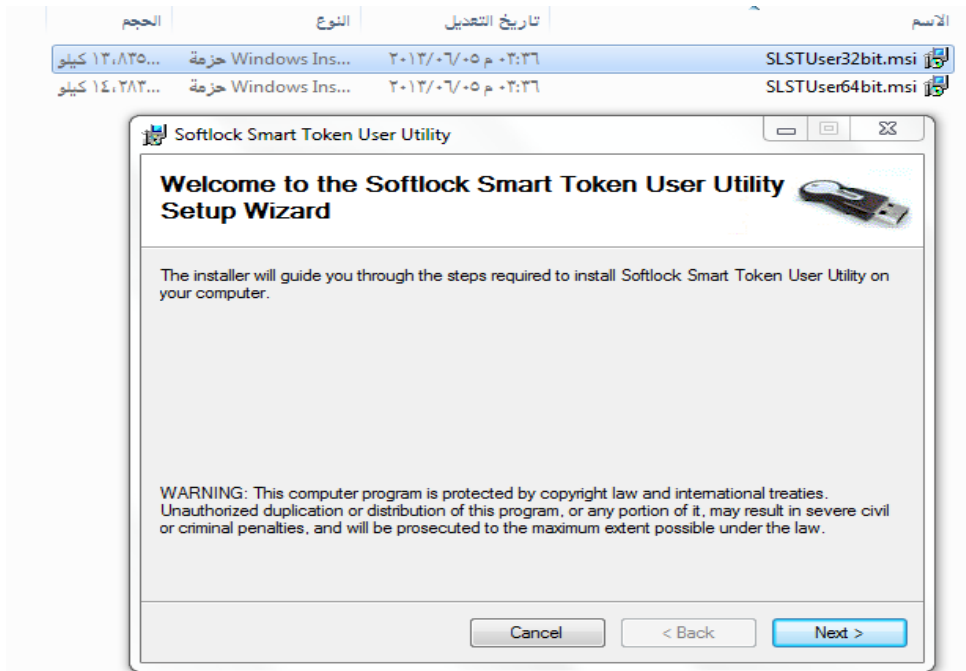 الاسم تاريخ التعديل النوع الحجم
SLSTUser32bit.msi ٠٣:٣٦ م ٢٠١٣/٠٦/٠٥ حزمة Windows Ins... ١٣،٨٣٥ كيلو...
SLSTUser64bit.msi ٠٣:٣٦ م ٢٠١٣/٠٦/٠٥ حزمة Windows Ins... ١٤،٢٨٣ كيلو...
Softlock Smart Token User Utility
Welcome to the Softlock Smart Token User Utility
Setup Wizard
The installer will guide you through the steps required to install Softlock Smart Token User Utility on
your computer.
WARNING: This computer program is protected by copyright law and international treaties.
Unauthorized duplication or distribution of this program, or any portion of it, may result in severe civil
or criminal penalties, and will be prosecuted to the maximum extent possible under the law.
Cancel < Back Next >